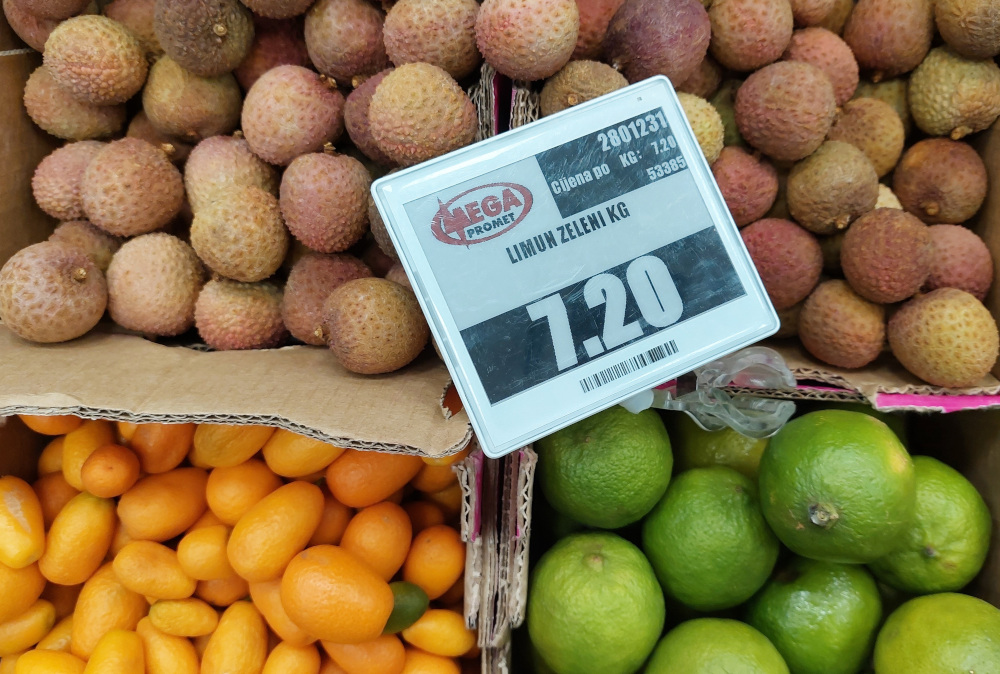 MEGA
PROMET
2801231
Cijena po KG: 7.20
53385
LIMUN ZELENI KG
7.20